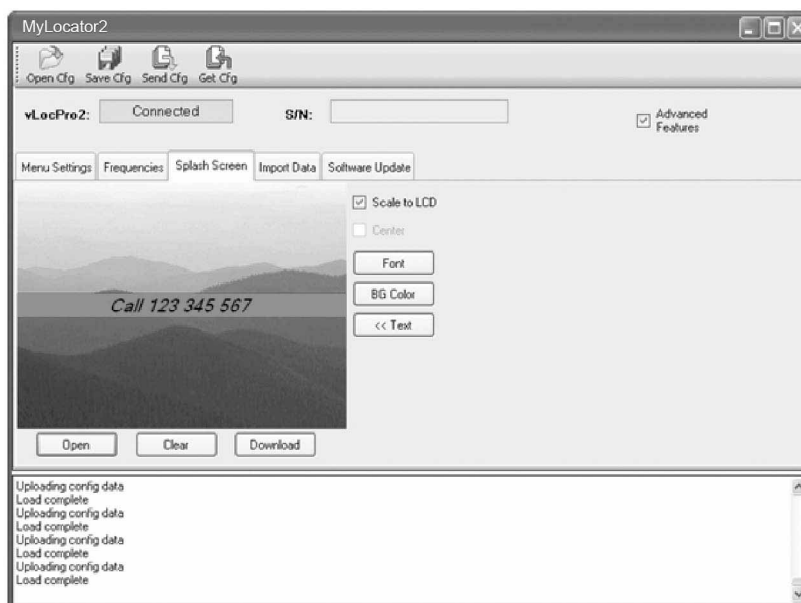 MyLocator2
Open Cfg Save Cfg Send Cfg Get Cfg
vLocPro2: Connected S/N: Advanced Features
Menu Settings Frequencies Splash Screen Import Data Software Update
Scale to LCD
Center
Font
Call 123 345 567 BG Color
<< Text
Open Clear Download
Uploading config data
Load complete
Uploading config data
Load complete
Uploading config data
Load complete
Uploading config data
Load complete